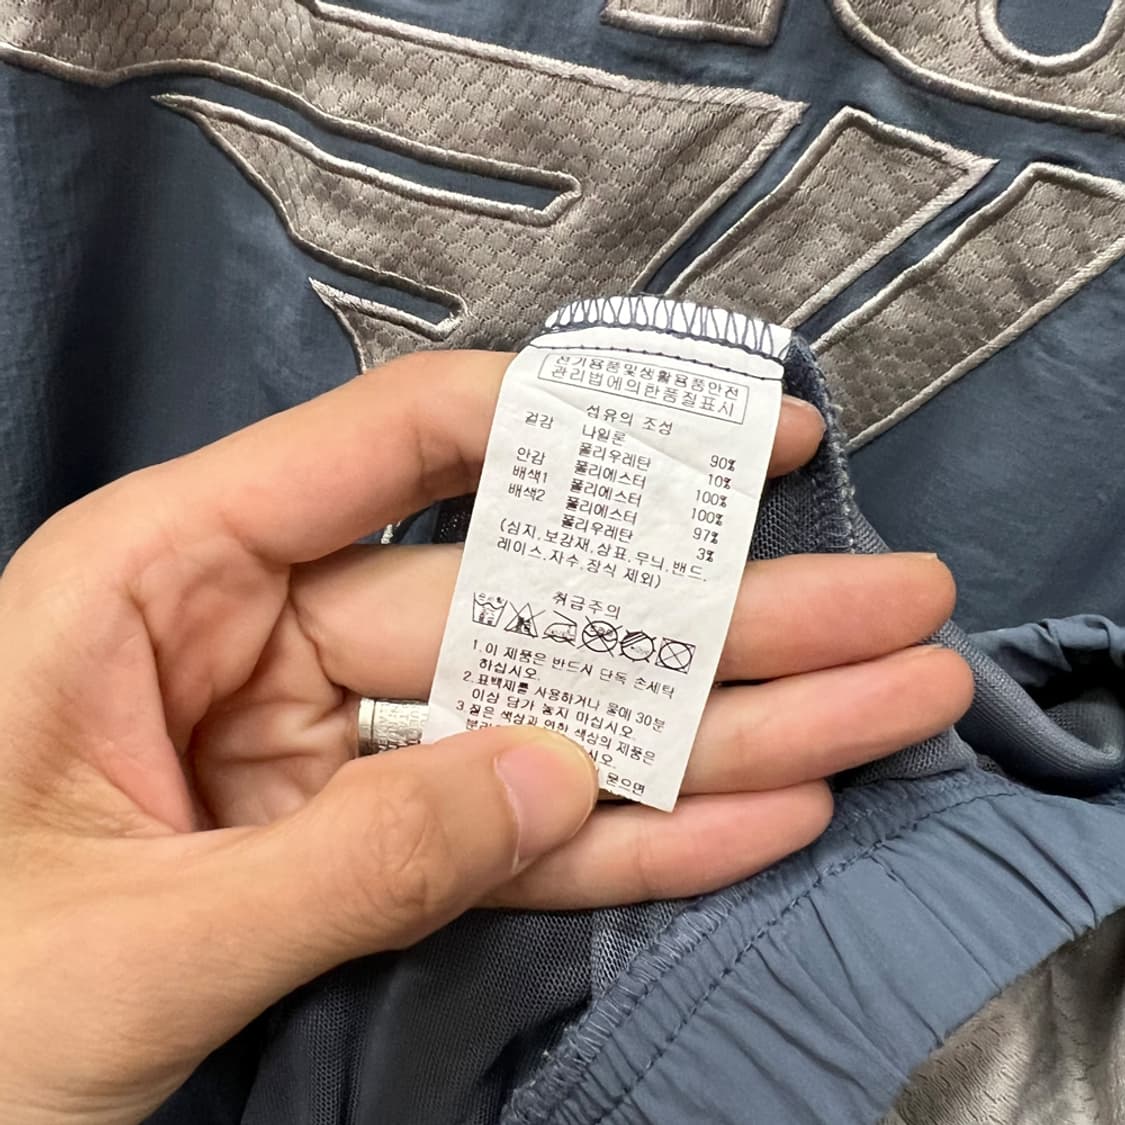 전기용품및생활용품안전
관리법에의한품질표시
섬유의 조성
겉감 나일론 90%
폴리우레탄 10%
안감 폴리에스터 100%
배색1 폴리에스터 100%
배색2 폴리에스터 97%
폴리우레탄 3%
(심지.보강재.상표.무늬.밴드.
레이스.자수.장식 제외)
취급주의
1.이 제품은 반드시 단독 손세탁
하십시오.
2.표백제를 사용하거나 물에 30분
이상 담가 놓지 마십시오.
3.짙은 색상과 연한 색상의 제품은
시오.
묻으면